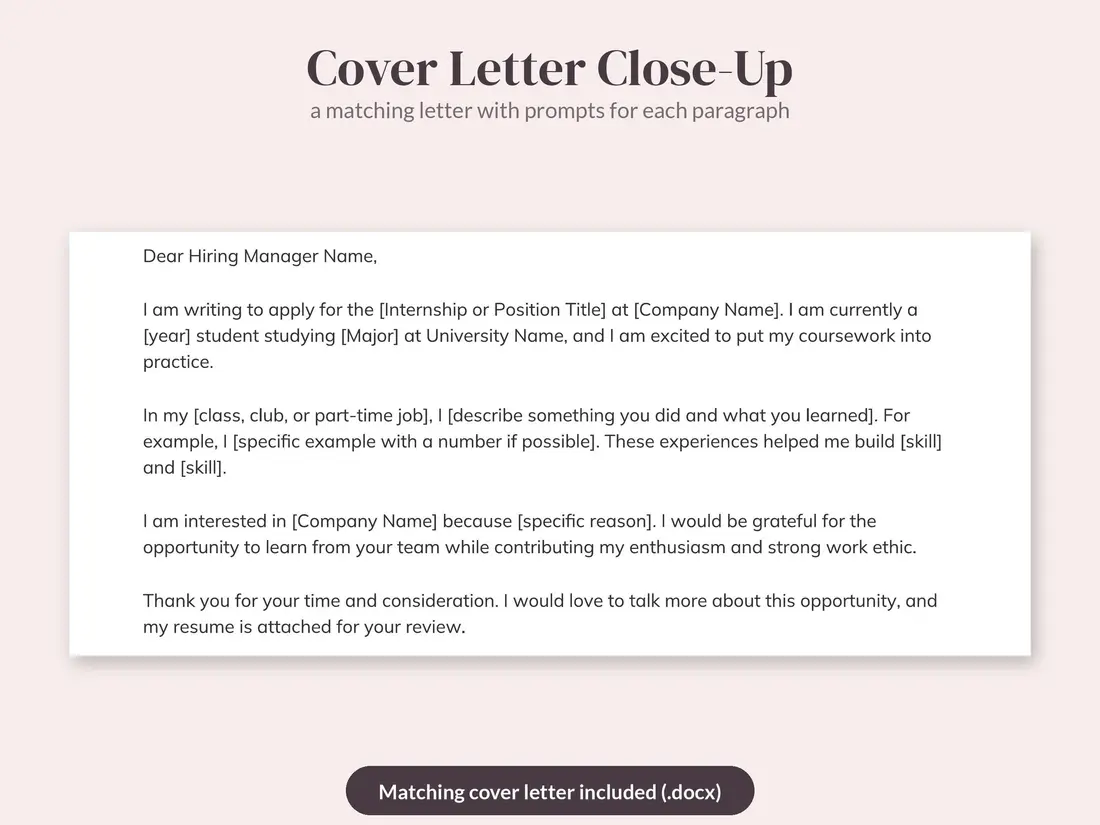 Cover Letter Close-Up
a matching letter with prompts for each paragraph
Dear Hiring Manager Name,
I am writing to apply for the [Internship or Position Title] at [Company Name]. I am currently a
[year] student studying [Major] at University Name, and I am excited to put my coursework into
practice.
In my [class, club, or part-time job], I [describe something you did and what you learned]. For
example, I [specific example with a number if possible]. These experiences helped me build [skill]
and [skill].
I am interested in [Company Name] because [specific reason]. I would be grateful for the
opportunity to learn from your team while contributing my enthusiasm and strong work ethic.
Thank you for your time and consideration. I would love to talk more about this opportunity, and
my resume is attached for your review.
Matching cover letter included (.docx)